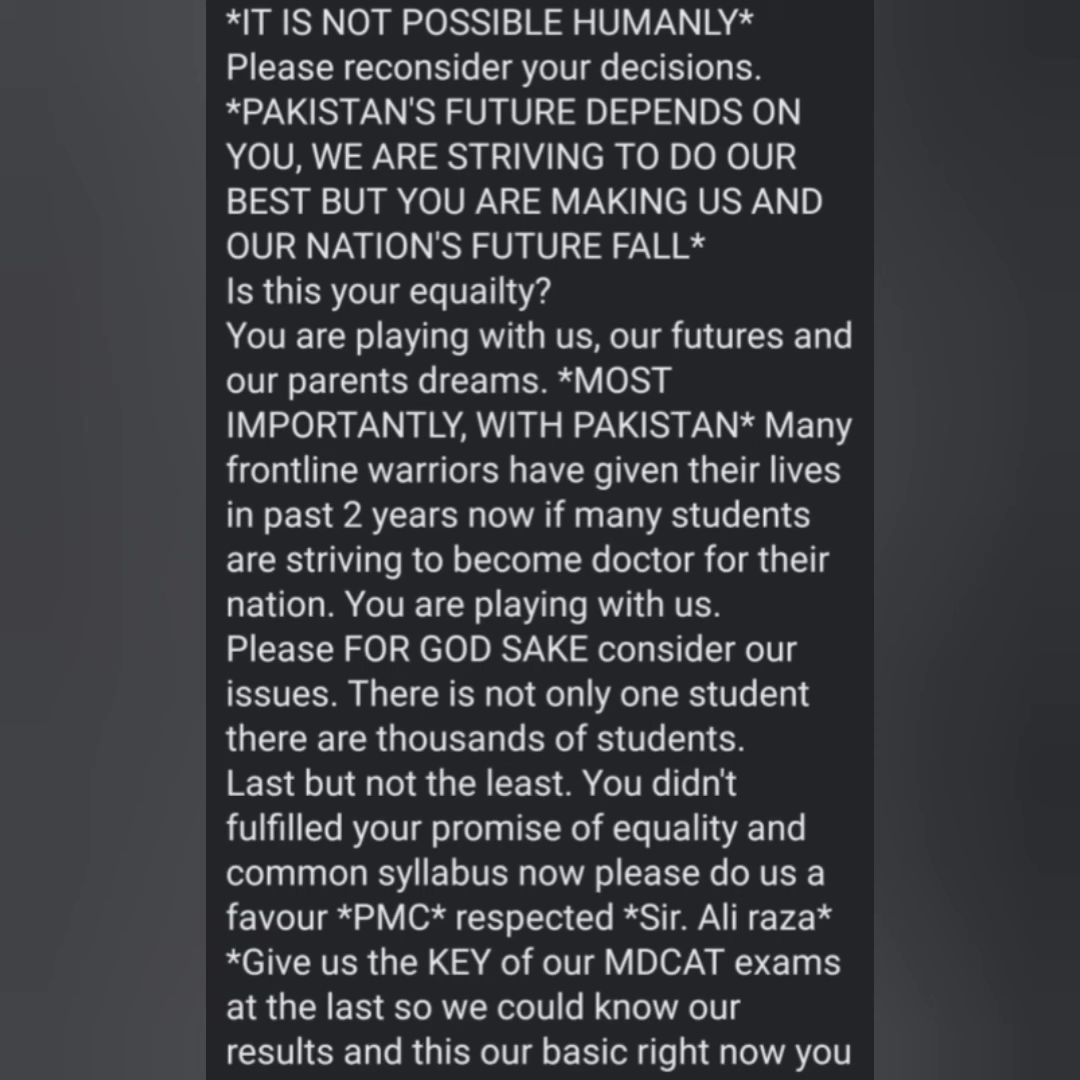 *IT IS NOT POSSIBLE HUMANLY*
Please reconsider your decisions.
*PAKISTAN'S FUTURE DEPENDS ON
YOU, WE ARE STRIVING TO DO OUR
BEST BUT YOU ARE MAKING US AND
OUR NATION'S FUTURE FALL*
Is this your equailty?
You are playing with us, our futures and
our parents dreams. *MOST
IMPORTANTLY, WITH PAKISTAN* Many
frontline warriors have given their lives
in past 2 years now if many students
are striving to become doctor for their
nation. You are playing with us.
Please FOR GOD SAKE consider our
issues. There is not only one student
there are thousands of students.
Last but not the least. You didn't
fulfilled your promise of equality and
common syllabus now please do us a
favour *PMC* respected *Sir. Ali raza*
*Give us the KEY of our MDCAT exams
at the last so we could know our
results and this our basic right now you